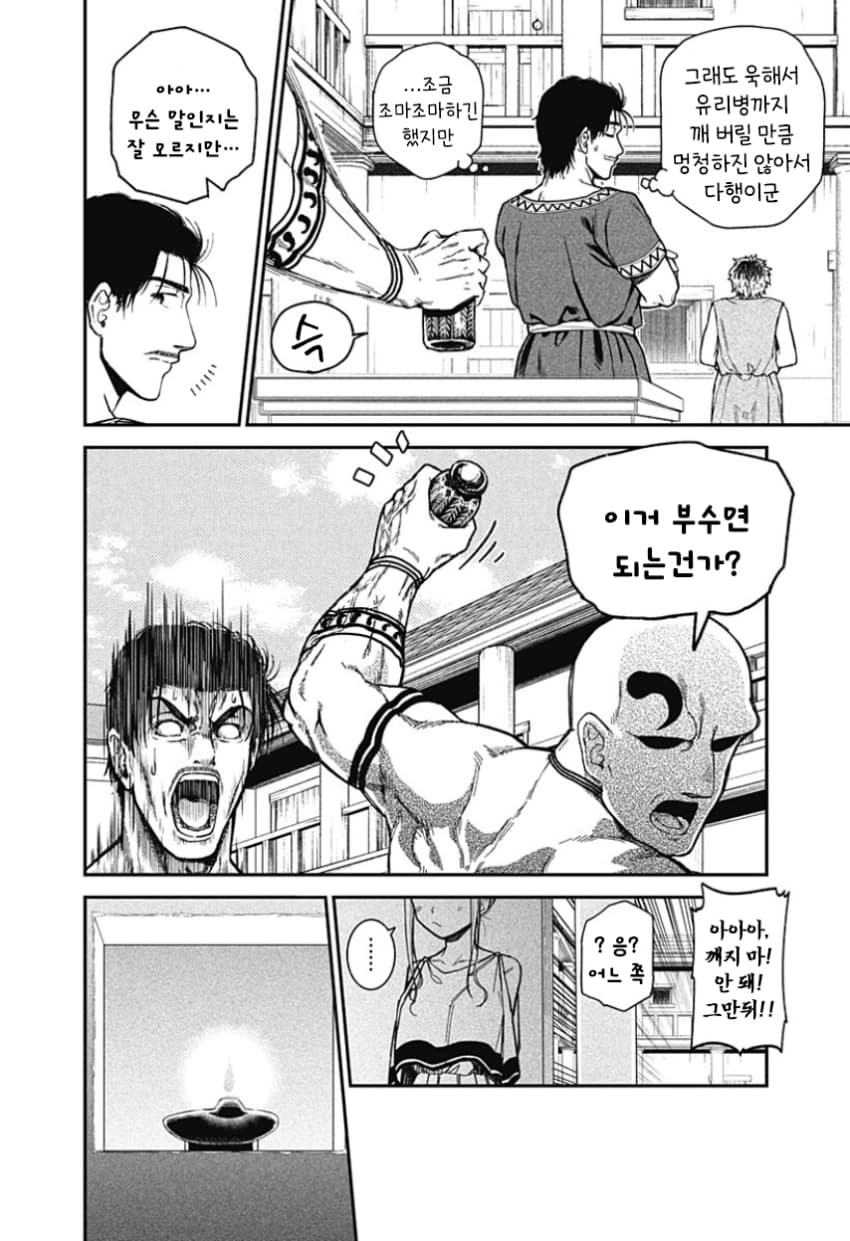 그래도 욱해서
유리병까지
깨 버릴 만큼
멍청하진 않아서
다행이군
...조금
조마조마하긴
했지만
슥
아아...
무슨 말인지는
잘 모르지만...
이거 부수면
되는건가?
아아아,
깨지 마!
안 돼!
그만둬!!
? 응?
어느 쪽
......